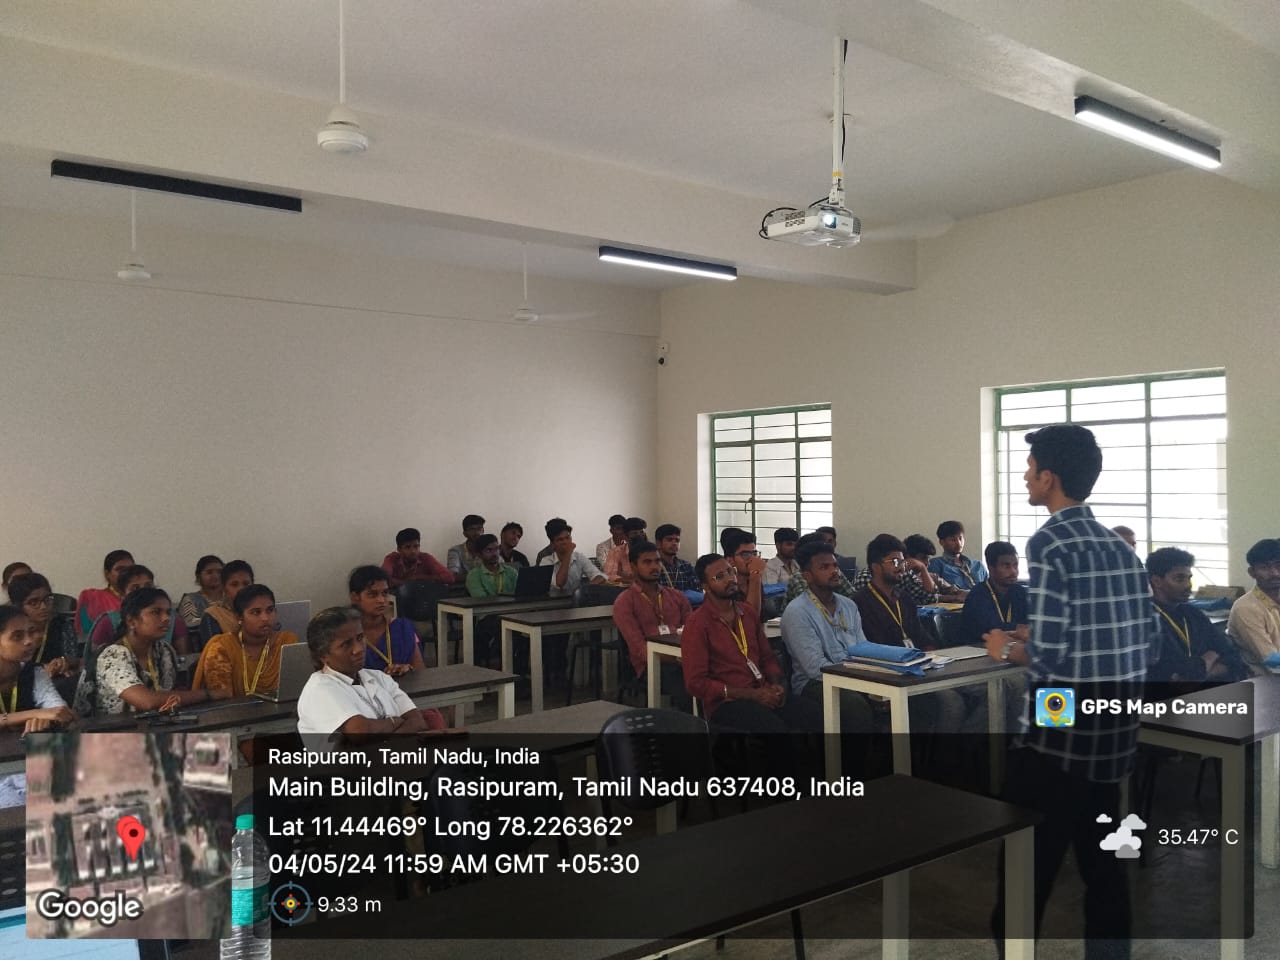 GPS Map Camera
Rasipuram, Tamil Nadu, India
Main BuildIng, Rasipuram, Tamil Nadu 637408, India
Lat 11.44469° Long 78.226362°
04/05/24 11:59 AM GMT +05:30
9.33 m
35.47° C
Google